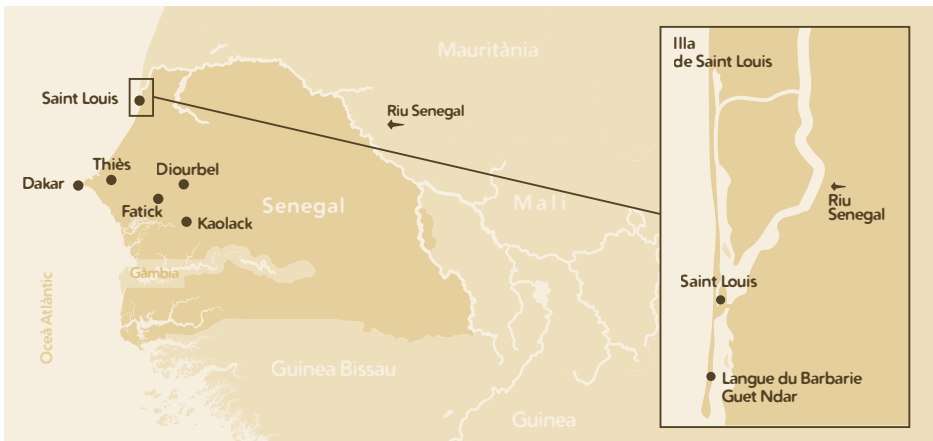 Mauritània
Saint Louis
Riu Senegal
Thiès
Diourbel
Dakar
Fatick
Senegal
Kaolack
Mali
Gàmbia
Oceà Atlàntic
Guinea Bissau
Guinea
Illa
de Saint Louis
Riu
Senegal
Saint Louis
Langue du Barbarie
Guet Ndar